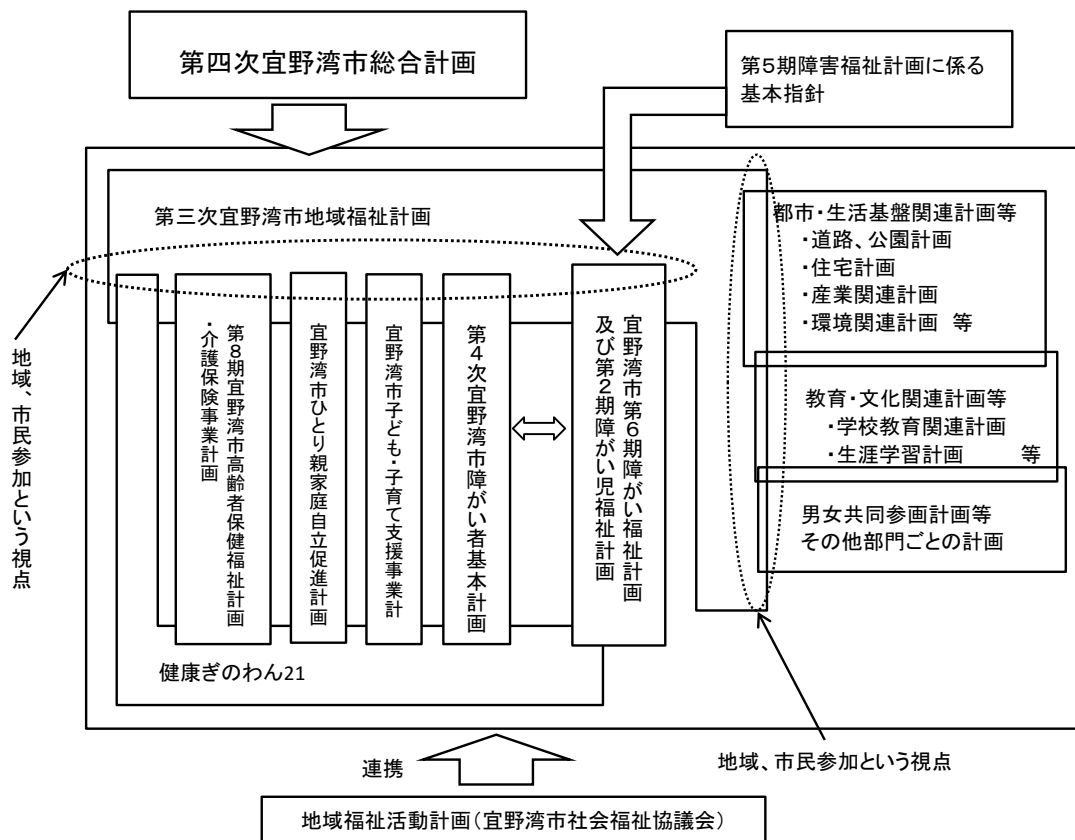 第四次宜野湾市総合計画
第5期障害福祉計画に係る
基本指針
第三次宜野湾市地域福祉計画
都市・生活基盤関連計画等
・道路、公園計画
・住宅計画
・産業関連計画
・環境関連計画 等
教育・文化関連計画等
・学校教育関連計画
・生涯学習計画 等
男女共同参画計画等
その他部門ごとの計画
宜野湾市第6期障がい福祉計画
及び第2期障がい児福祉計画
第4次宜野湾市障がい者基本計画
宜野湾市子ども・子育て支援事業計
宜野湾市ひとり親家庭自立促進計画
第8期宜野湾市高齢者保健福祉計画
・介護保険事業計画
地域、市民参加という視点
健康ぎのわん21
地域、市民参加という視点
連携
地域福祉活動計画(宜野湾市社会福祉協議会)